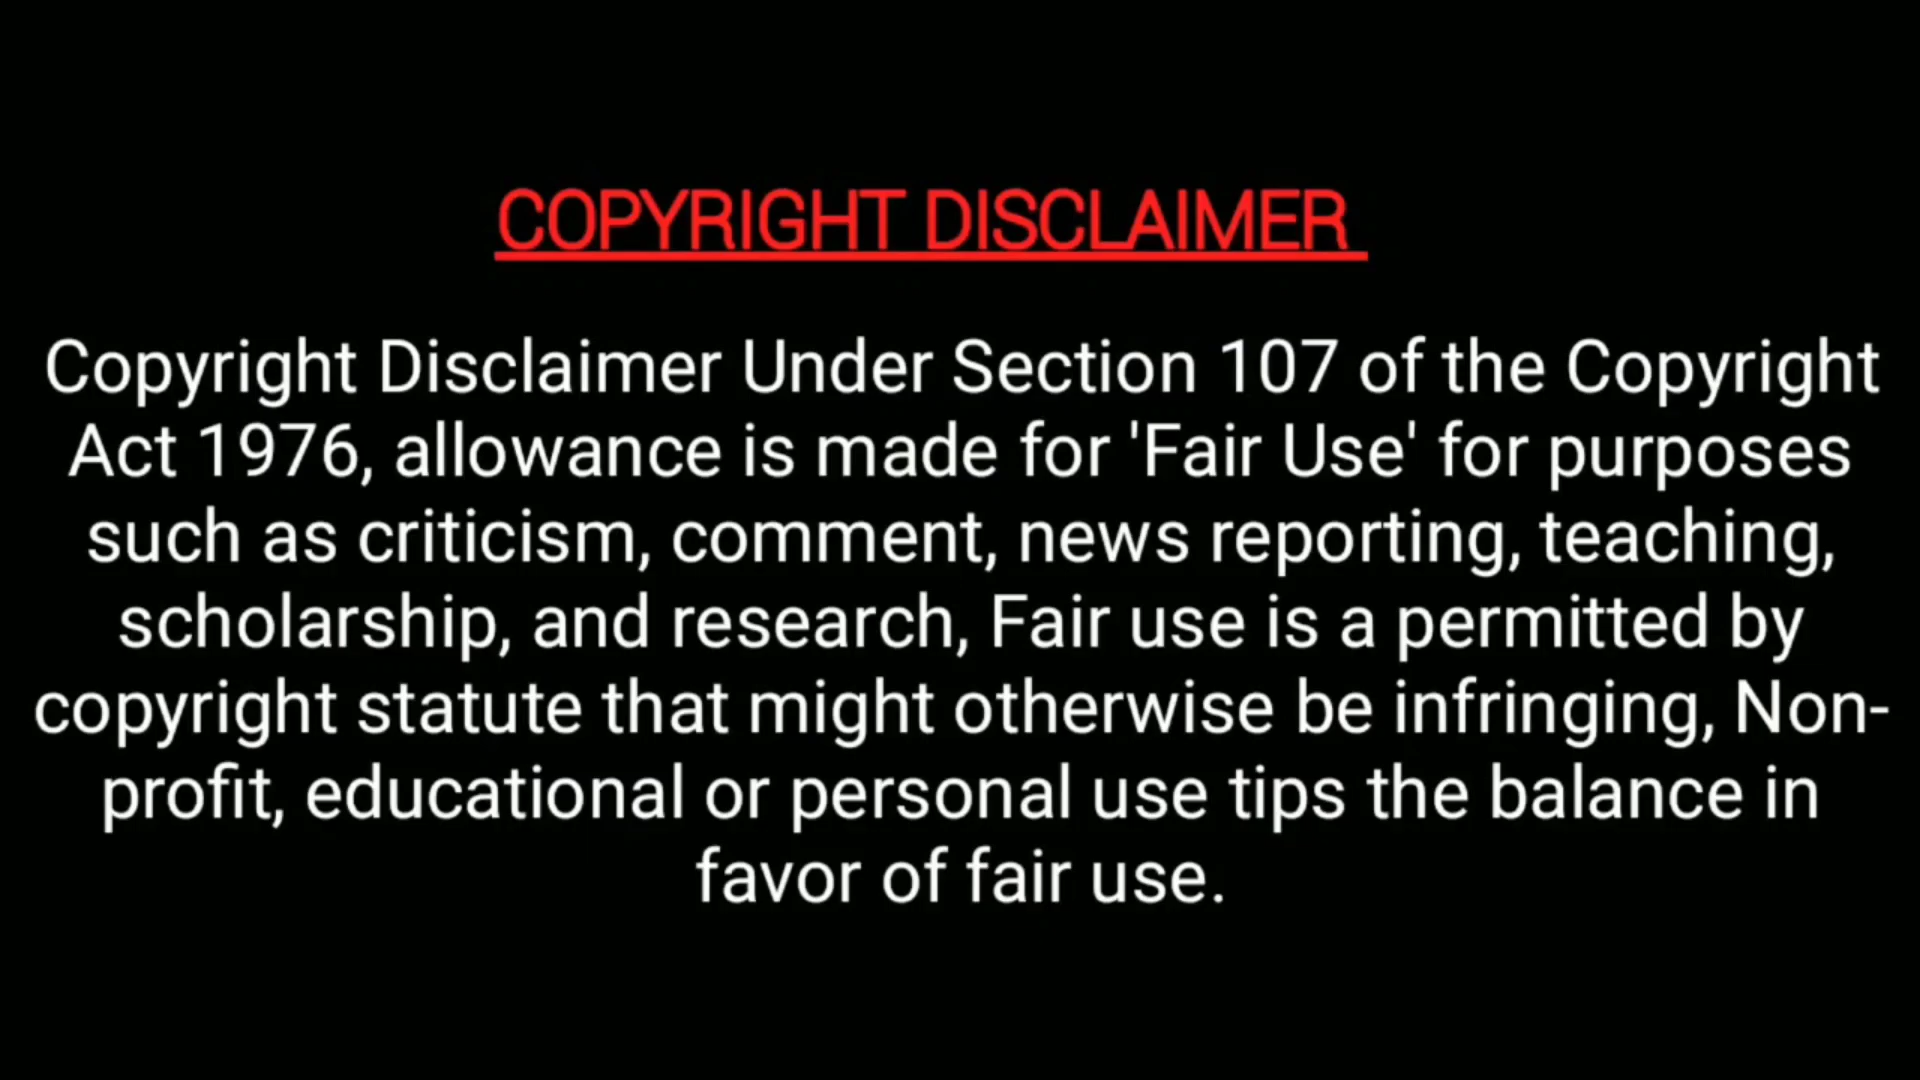 COPYRIGHT DISCLAIMER
Copyright Disclaimer Under Section 107 of the Copyright
Act 1976, allowance is made for 'Fair Use' for purposes
such as criticism, comment, news reporting, teaching,
scholarship, and research, Fair use is a permitted by
copyright statute that might otherwise be infringing, Non-
profit, educational or personal use tips the balance in
favor of fair use.